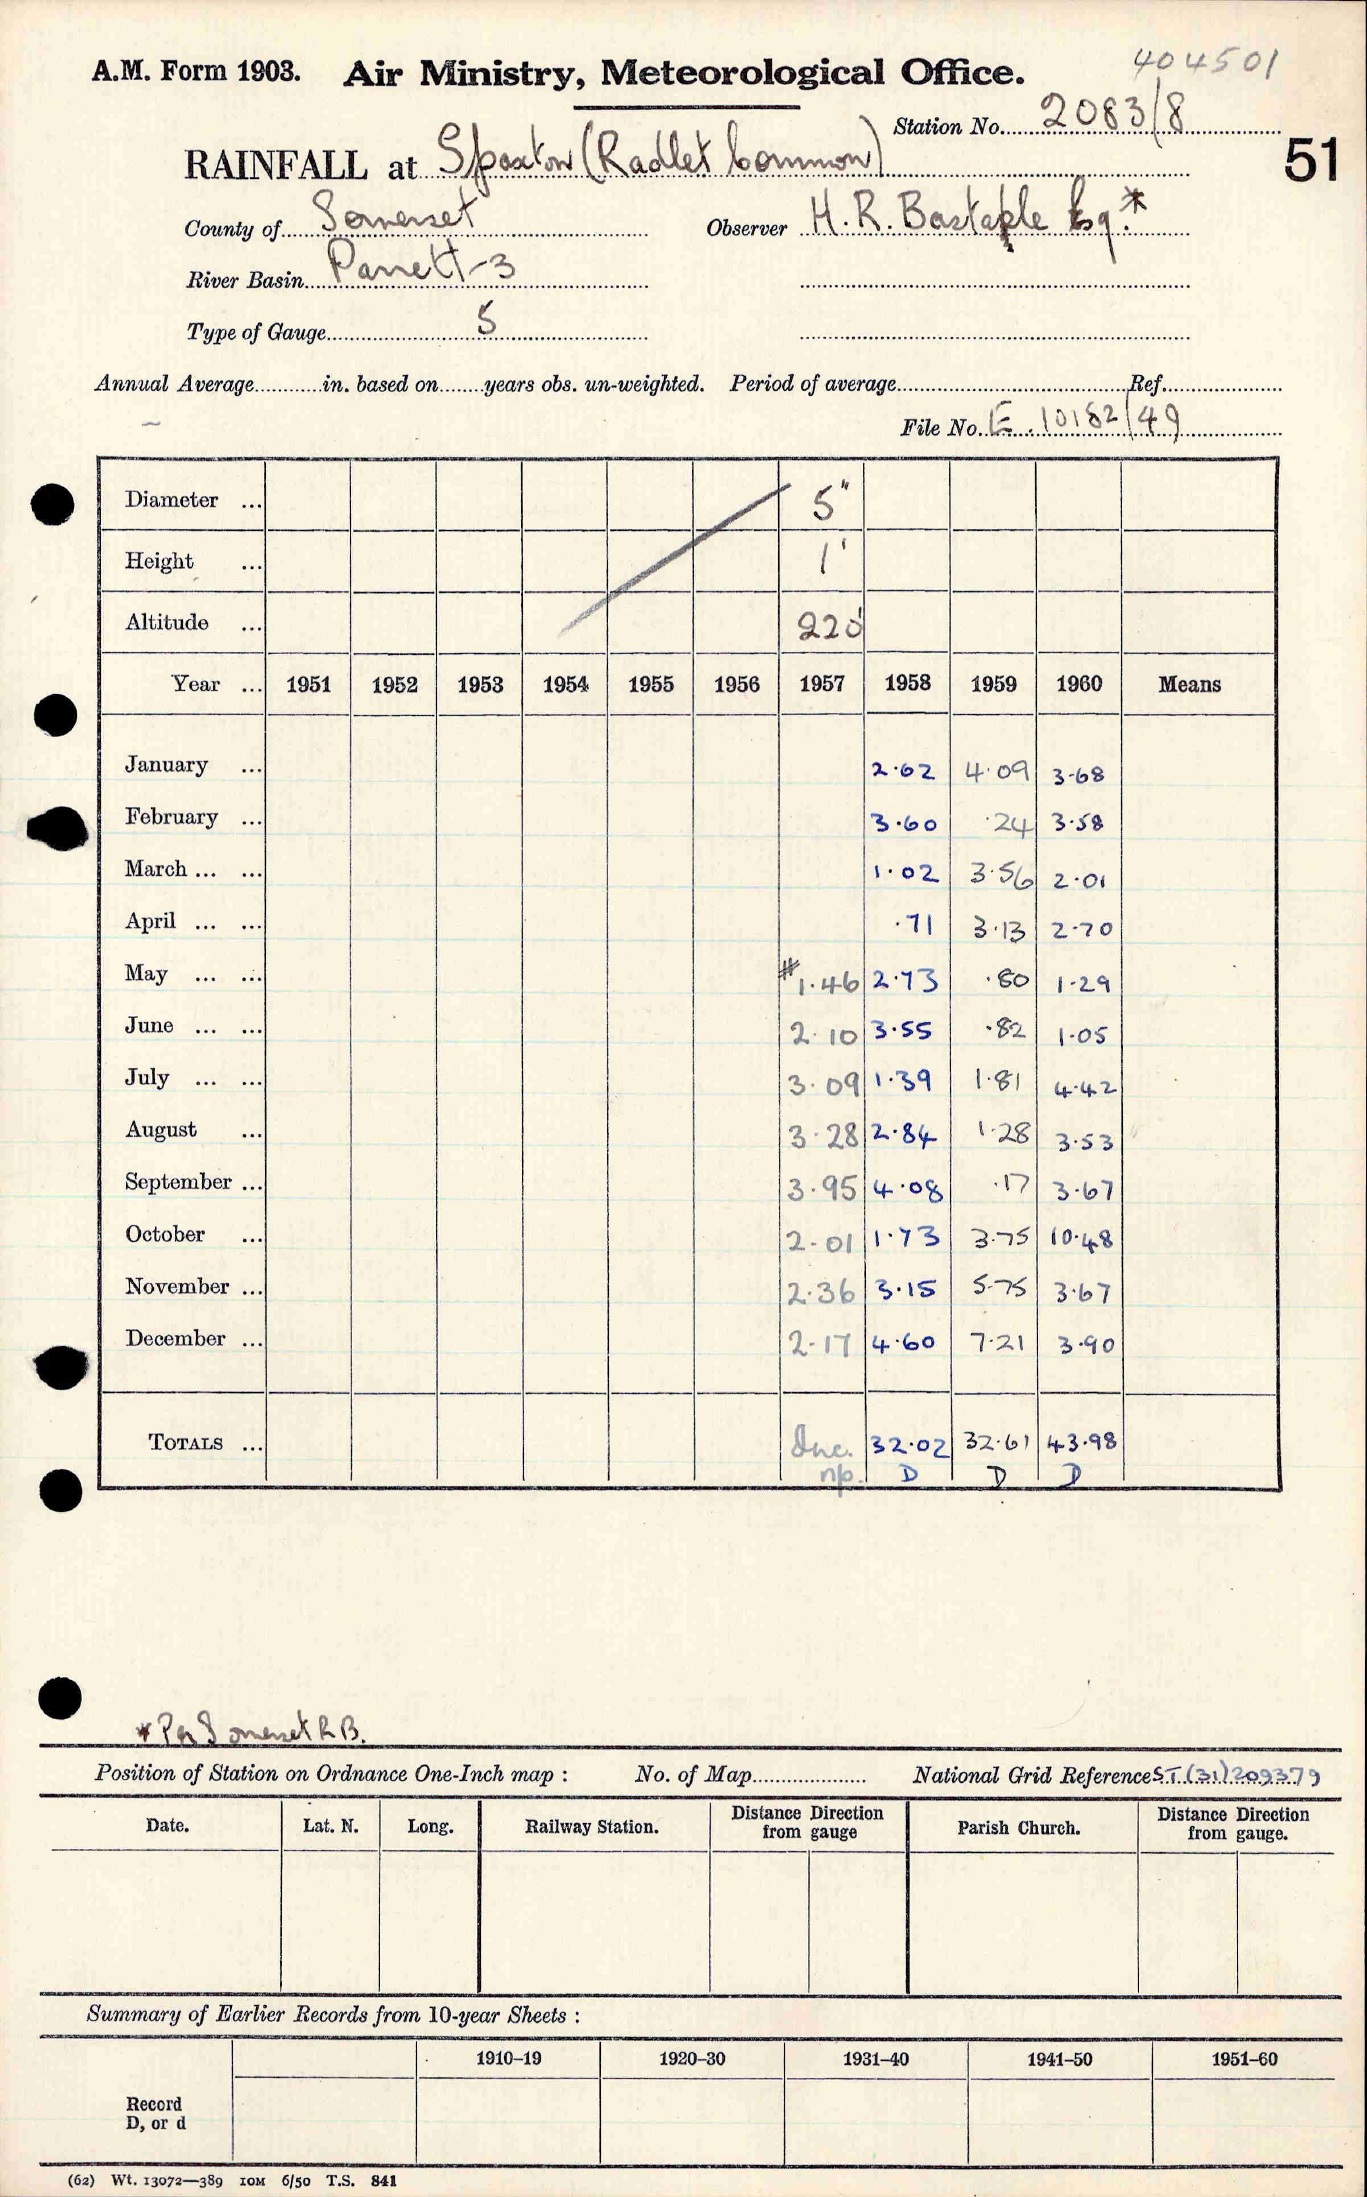 404501
A.M. Form 1903. Air Ministry, Meteorological Office.
Station No. 2083/8
51
RAINFALL at Spaxton (Radlet Common)
County of Somerset Observer H. R. Bastable Esq. *
River Basin Parrett-3
Type of Gauge 5
Annual Average in. based on years obs. un-weighted. Period of average Ref.
File No. E. 10182/49
Diameter ... 5"
Height ... 1'
Altitude ... 220'
Year ... 1951 1952 1953 1954 1955 1956 1957 1958 1959 1960 Means
January ... 2.62 4.09 3.68
February ... 3.60 .24 3.58
March ... ... 1.02 3.56 2.01
April ... ... .71 3.13 2.70
May ... ... #1.46 2.73 .80 1.29
June ... ... 2.10 3.55 .82 1.05
July ... ... 3.09 1.39 1.81 4.42
August ... 3.28 2.84 1.28 3.53
September ... 3.95 4.08 .17 3.67
October ... 2.01 1.73 3.75 10.48
November ... 2.36 3.15 5.75 3.67
December ... 2.17 4.60 7.21 3.90
TOTALS ... Inc. 32.02 32.61 43.98
np. D D D
* Per Somerset R.B.
Position of Station on Ordnance One-Inch map : No. of Map National Grid Reference ST (31) 209379
Date. Lat. N. Long. Railway Station. Distance Direction from gauge Parish Church. Distance Direction from gauge.
Summary of Earlier Records from 10-year Sheets :
1910–19 1920–30 1931–40 1941–50 1951–60
Record
D, or d
(62) Wt. 13072—389 10M 6/50 T.S. 841